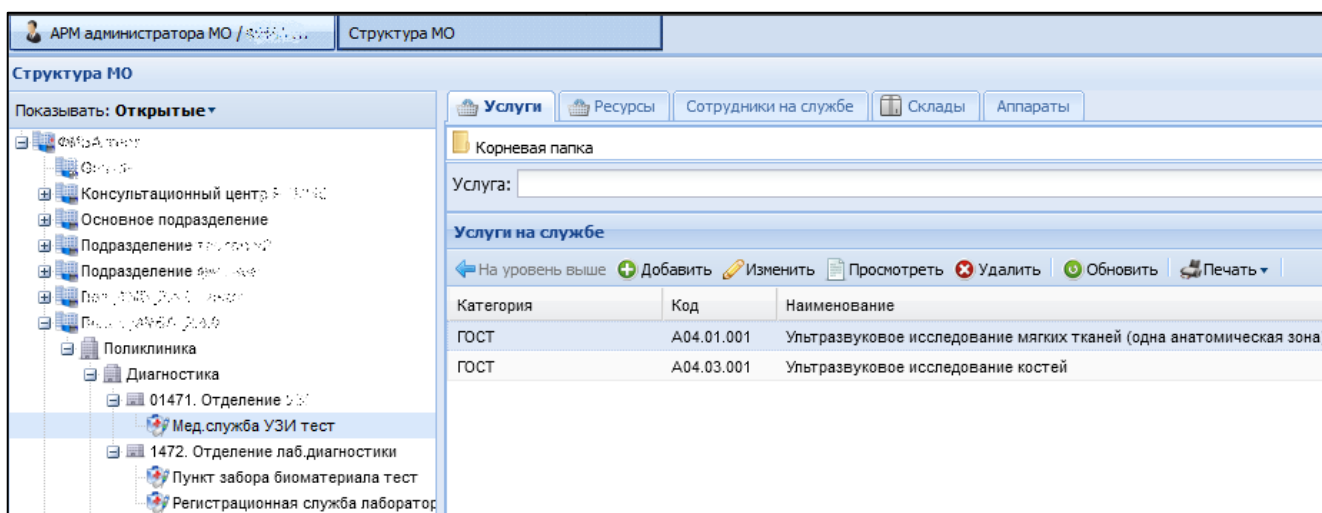 АРМ администратора МО /
Структура МО
Структура МО
Показывать: Открытые
Консультационный центр
Основное подразделение
Подразделение
Подразделение
Поликлиника
Диагностика
01471. Отделение
Мед.служба УЗИ тест
1472. Отделение лаб.диагностики
Пункт забора биоматериала тест
Регистрационная служба лаборатор
Услуги Ресурсы Сотрудники на службе Склады Аппараты
Корневая папка
Услуга:
Услуги на службе
На уровень выше Добавить Изменить Просмотреть Удалить Обновить Печать
Категория Код Наименование
ГОСТ A04.01.001 Ультразвуковое исследование мягких тканей (одна анатомическая зона
ГОСТ A04.03.001 Ультразвуковое исследование костей